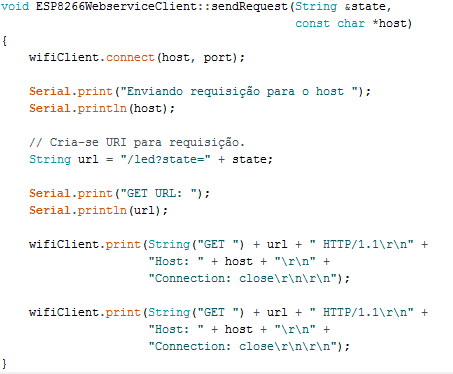 void ESP8266WebserviceClient::sendRequest(String &state,
const char *host)
{
wifiClient.connect(host, port);
Serial.print("Enviando requisição para o host ");
Serial.println(host);
// Cria-se URI para requisição.
String url = "/led?state=" + state;
Serial.print("GET URL: ");
Serial.println(url);
wifiClient.print(String("GET ") + url + " HTTP/1.1\r\n" +
"Host: " + host + "\r\n" +
"Connection: close\r\n\r\n");
wifiClient.print(String("GET ") + url + " HTTP/1.1\r\n" +
"Host: " + host + "\r\n" +
"Connection: close\r\n\r\n");
}